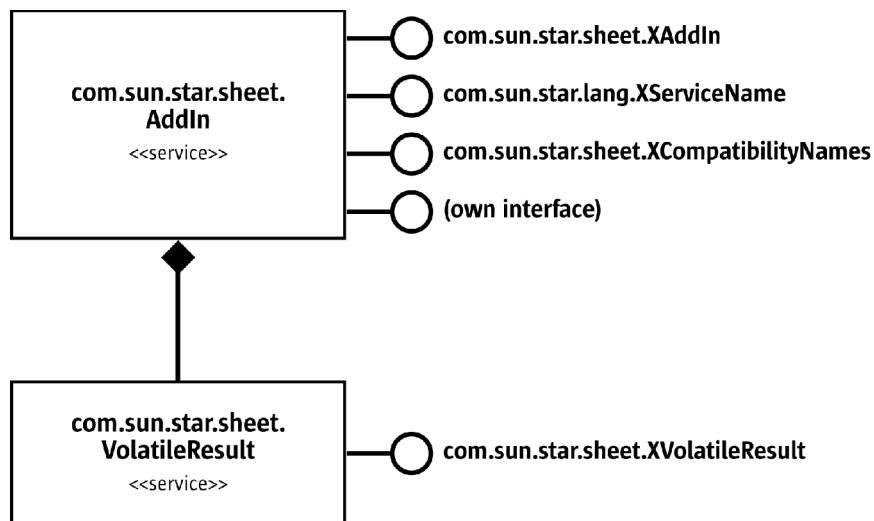 com.sun.star.sheet.
AddIn
<<service>>
com.sun.star.sheet.XAddIn
com.sun.star.lang.XServiceName
com.sun.star.sheet.XCompatibilityNames
(own interface)
com.sun.star.sheet.
VolatileResult
<<service>>
com.sun.star.sheet.XVolatileResult